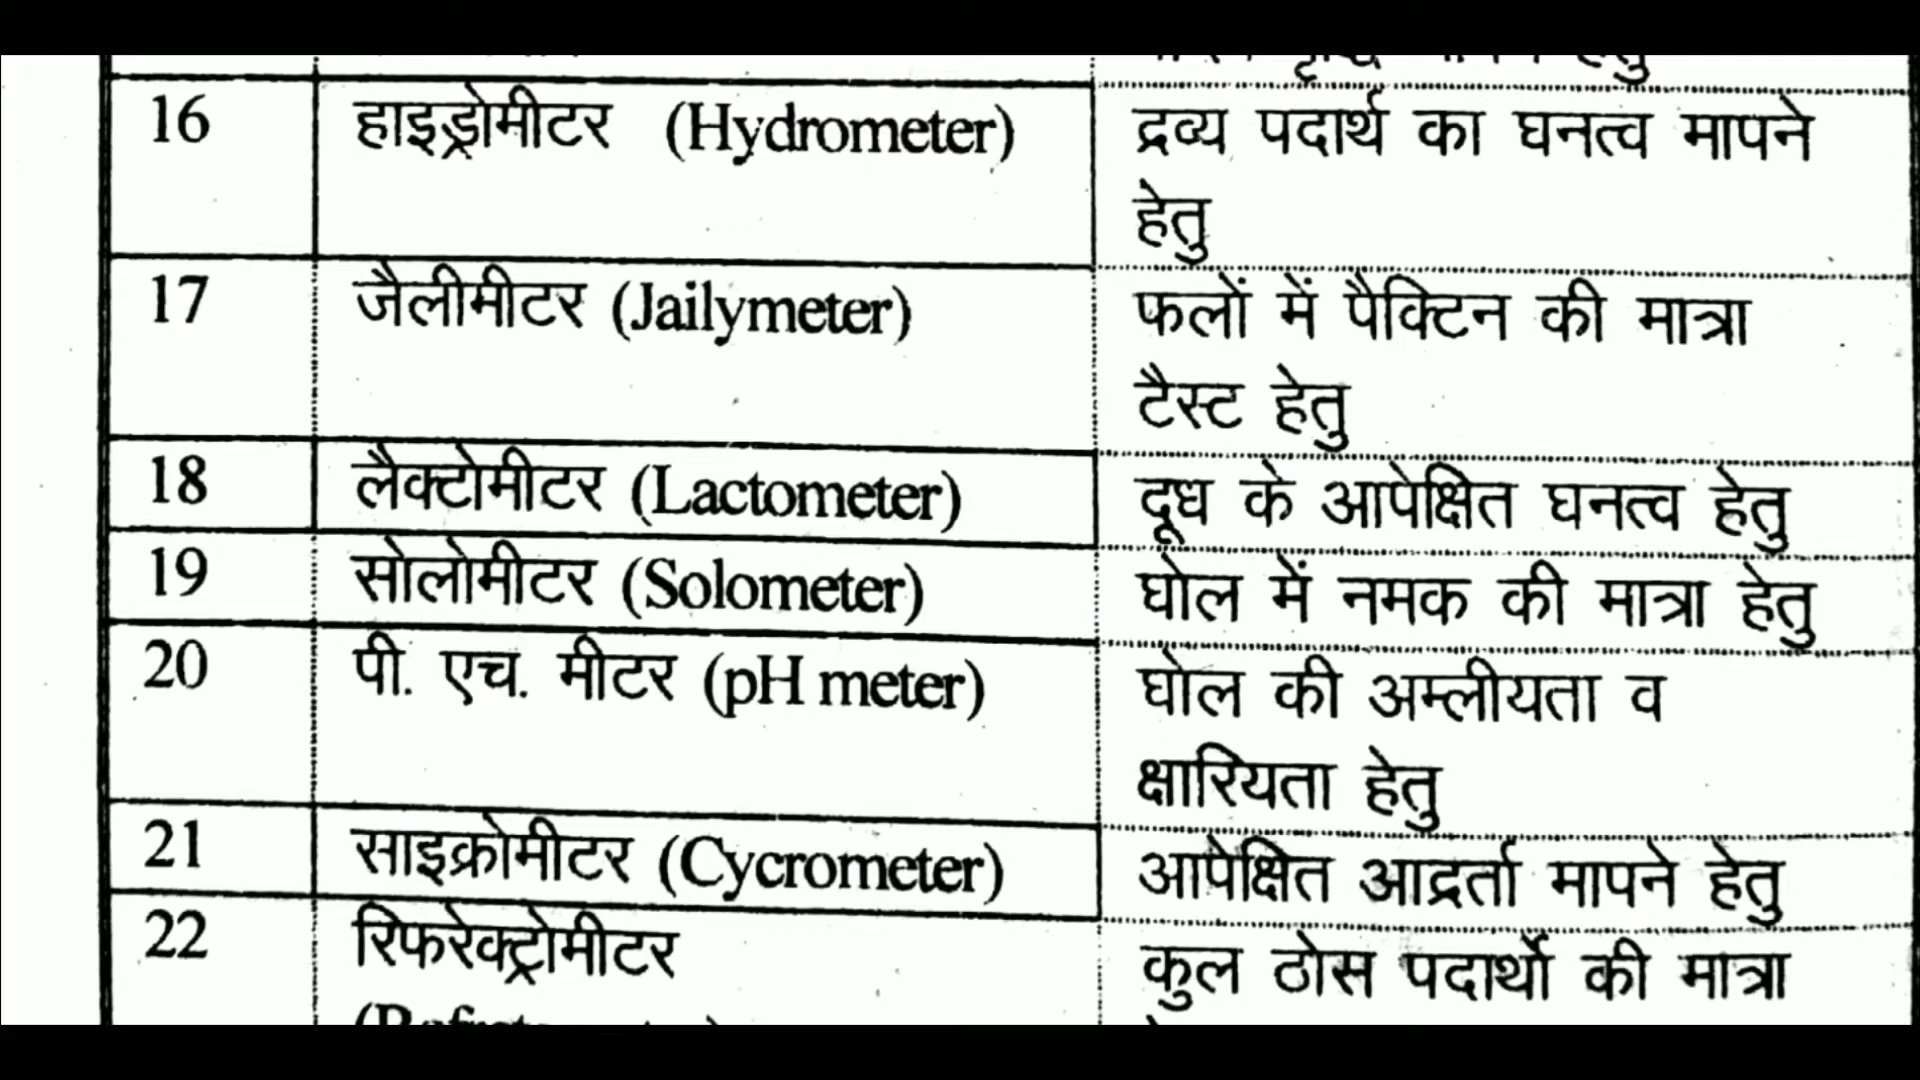 16 हाइड्रोमीटर (Hydrometer) द्रव्य पदार्थ का घनत्व मापने
हेतु
17 जैलीमीटर (Jailymeter) फलों में पैक्टिन की मात्रा
टैस्ट हेतु
18 लैक्टोमीटर (Lactometer) दूध के आपेक्षित घनत्व हेतु
19 सोलोमीटर (Solometer) घोल में नमक की मात्रा हेतु
20 पी. एच. मीटर (pH meter) घोल की अम्लीयता व
क्षारियता हेतु
21 साइक्रोमीटर (Cycrometer) आपेक्षित आद्रर्ता मापने हेतु
22 रिफरेक्ट्रोमीटर कुल ठोस पदार्थो की मात्रा